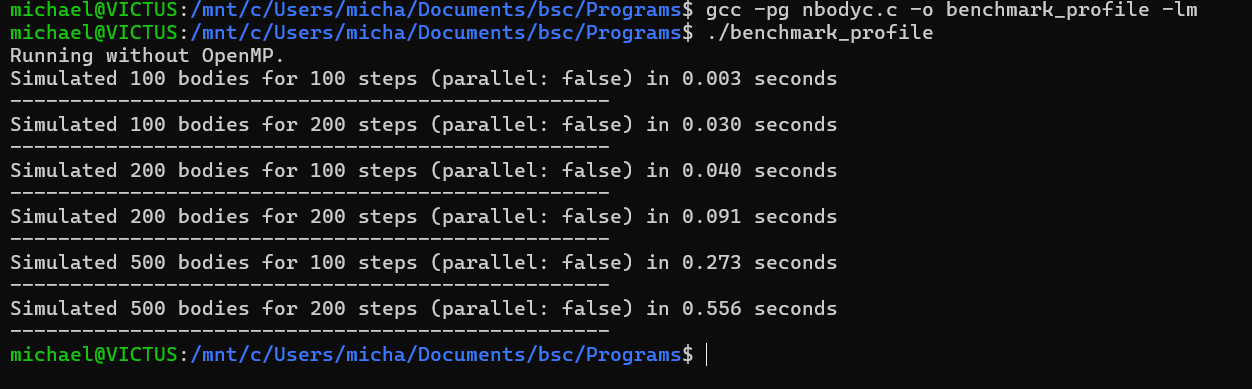 michael@VICTUS:/mnt/c/Users/micha/Documents/bsc/Programs$ gcc -pg nbodyc.c -o benchmark_profile -lm
michael@VICTUS:/mnt/c/Users/micha/Documents/bsc/Programs$ ./benchmark_profile
Running without OpenMP.
Simulated 100 bodies for 100 steps (parallel: false) in 0.003 seconds
--------------------------------------------------
Simulated 100 bodies for 200 steps (parallel: false) in 0.030 seconds
--------------------------------------------------
Simulated 200 bodies for 100 steps (parallel: false) in 0.040 seconds
--------------------------------------------------
Simulated 200 bodies for 200 steps (parallel: false) in 0.091 seconds
--------------------------------------------------
Simulated 500 bodies for 100 steps (parallel: false) in 0.273 seconds
--------------------------------------------------
Simulated 500 bodies for 200 steps (parallel: false) in 0.556 seconds
--------------------------------------------------
michael@VICTUS:/mnt/c/Users/micha/Documents/bsc/Programs$